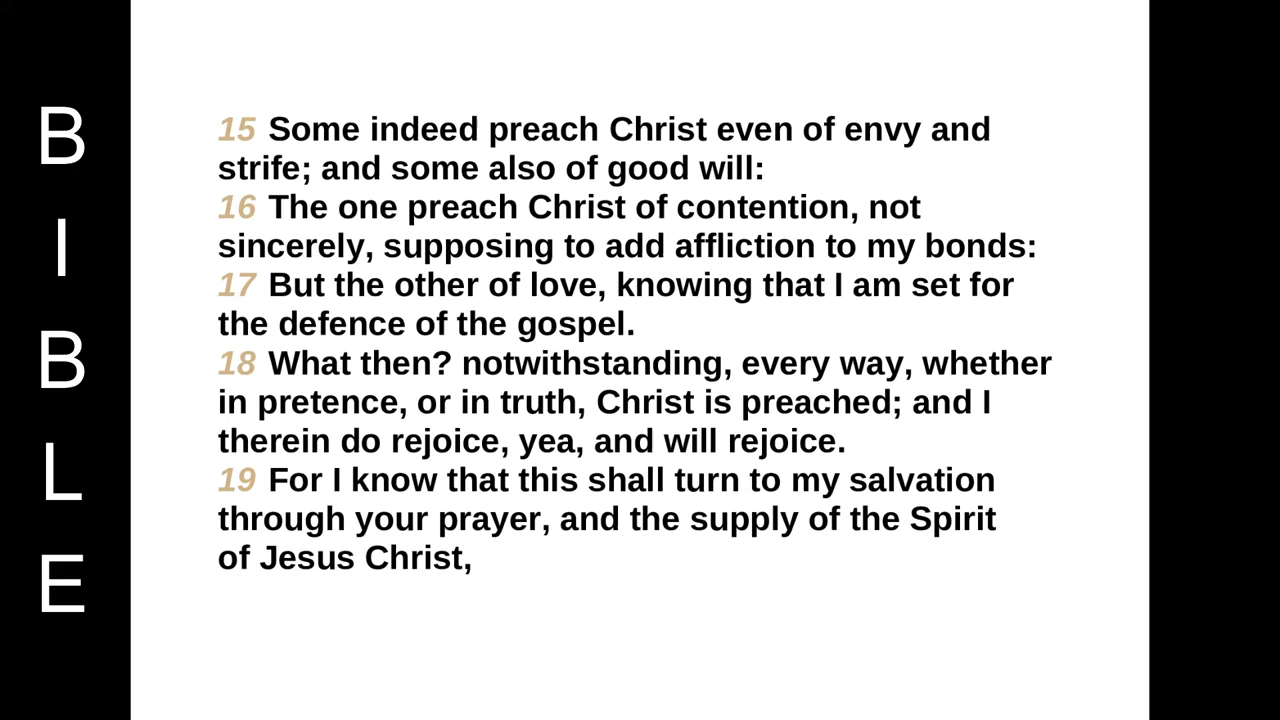 B
I
B
L
E
15 Some indeed preach Christ even of envy and
strife; and some also of good will:
16 The one preach Christ of contention, not
sincerely, supposing to add affliction to my bonds:
17 But the other of love, knowing that I am set for
the defence of the gospel.
18 What then? notwithstanding, every way, whether
in pretence, or in truth, Christ is preached; and I
therein do rejoice, yea, and will rejoice.
19 For I know that this shall turn to my salvation
through your prayer, and the supply of the Spirit
of Jesus Christ,